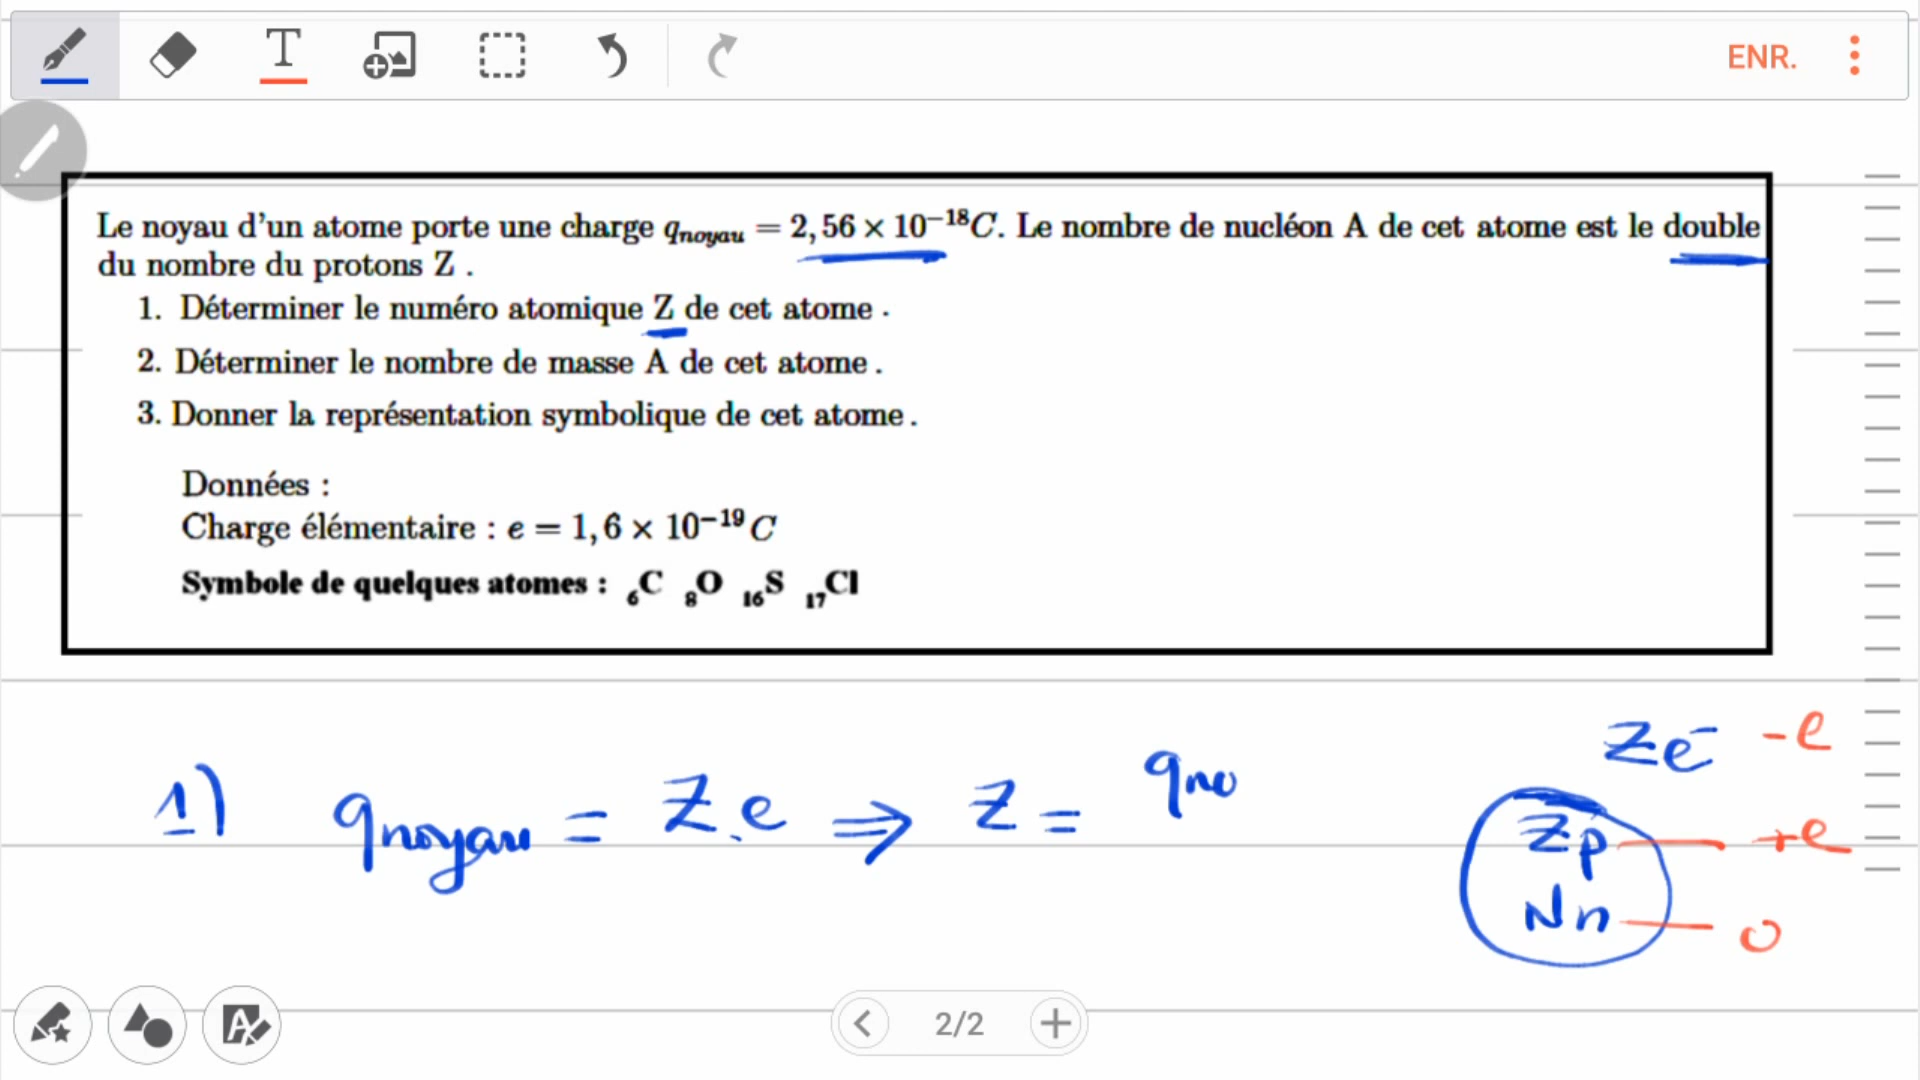 T
ENR.
Le noyau d'un atome porte une charge qnoyau = 2,56 × 10⁻¹⁸C. Le nombre de nucléon A de cet atome est le double
du nombre du protons Z .
1. Déterminer le numéro atomique Z de cet atome .
2. Déterminer le nombre de masse A de cet atome .
3. Donner la représentation symbolique de cet atome .
Données :
Charge élémentaire : e = 1,6 × 10⁻¹⁹ C
Symbole de quelques atomes : ₆C ₈O ₁₆S ₁₇Cl
1) qnoyau = Z.e ⇒ Z = qno
Ze⁻ -e
Zp +e
Nn 0
2/2